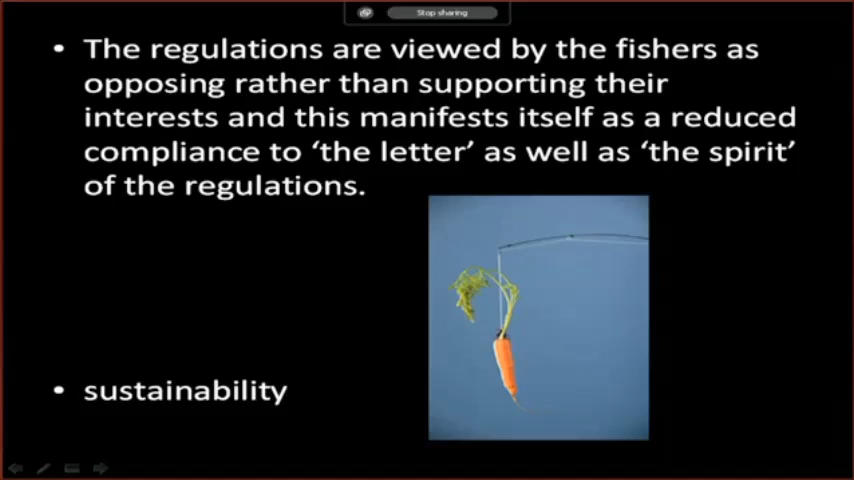 Stop sharing
• The regulations are viewed by the fishers as
opposing rather than supporting their
interests and this manifests itself as a reduced
compliance to ‘the letter’ as well as ‘the spirit’
of the regulations.
• sustainability